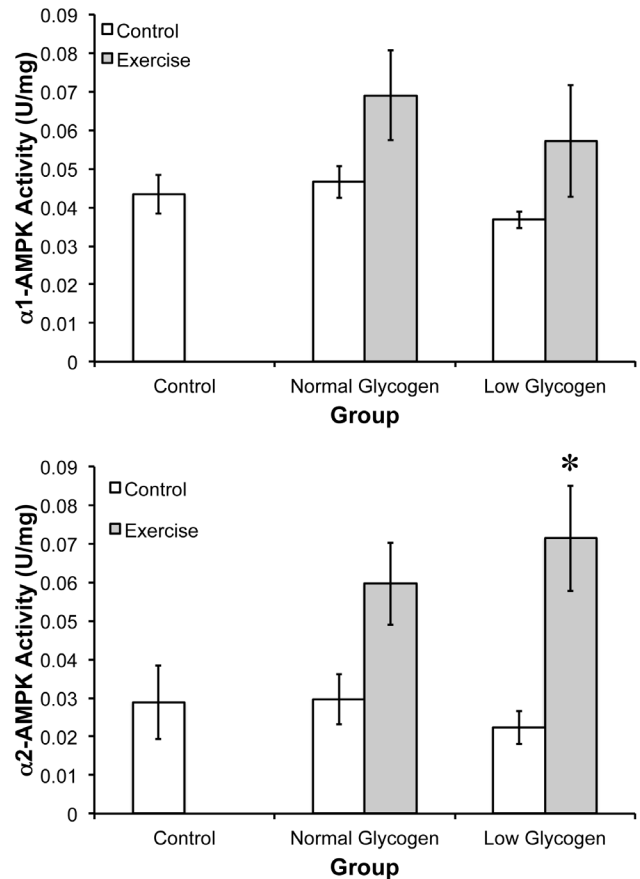 0.09
0.08
0.07
0.06
0.05
0.04
0.03
0.02
0.01
0
α1-AMPK Activity (U/mg)
Control
Exercise
Control Normal Glycogen Low Glycogen
Group
0.09
0.08
0.07
0.06
0.05
0.04
0.03
0.02
0.01
0
α2-AMPK Activity (U/mg)
Control
Exercise
*
Control Normal Glycogen Low Glycogen
Group